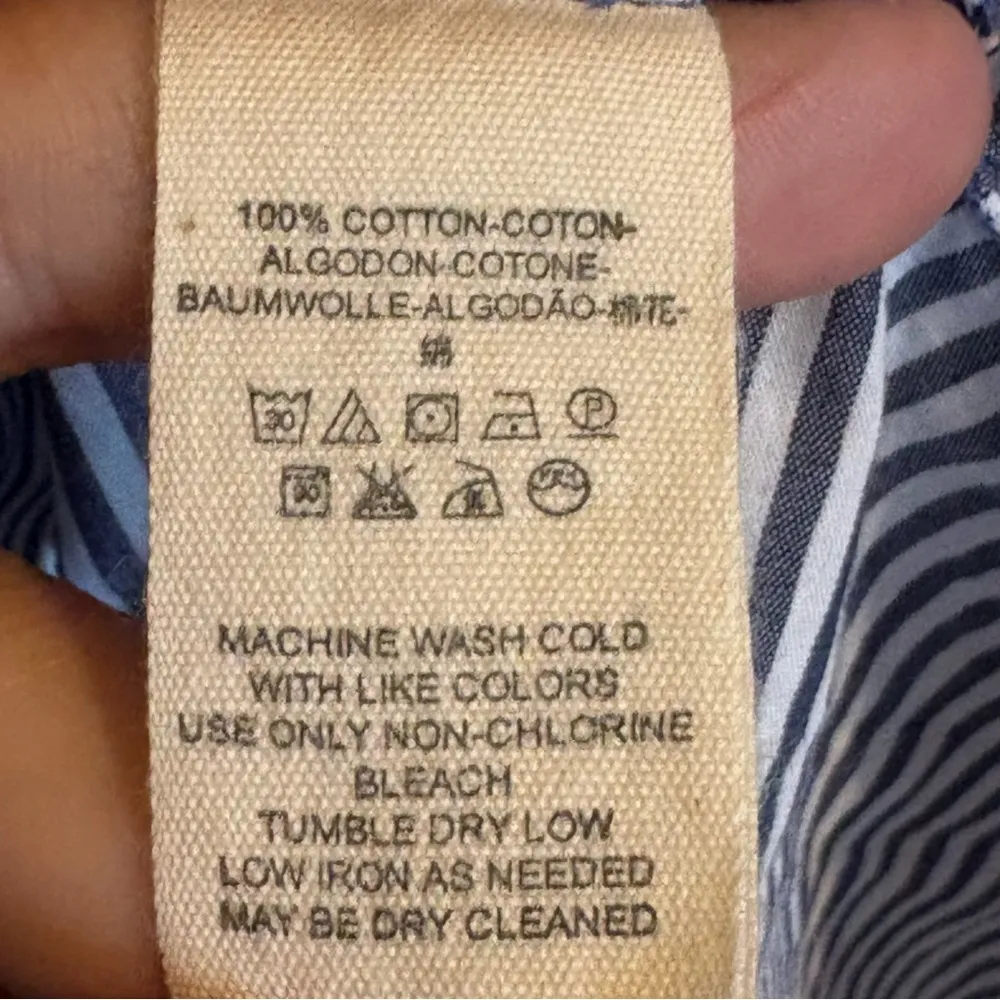 100% COTTON-COTON-
ALGODON-COTONE-
BAUMWOLLE-ALGODÃO-
30
P
MACHINE WASH COLD
WITH LIKE COLORS
USE ONLY NON-CHLORINE
BLEACH
TUMBLE DRY LOW
LOW IRON AS NEEDED
MAY BE DRY CLEANED